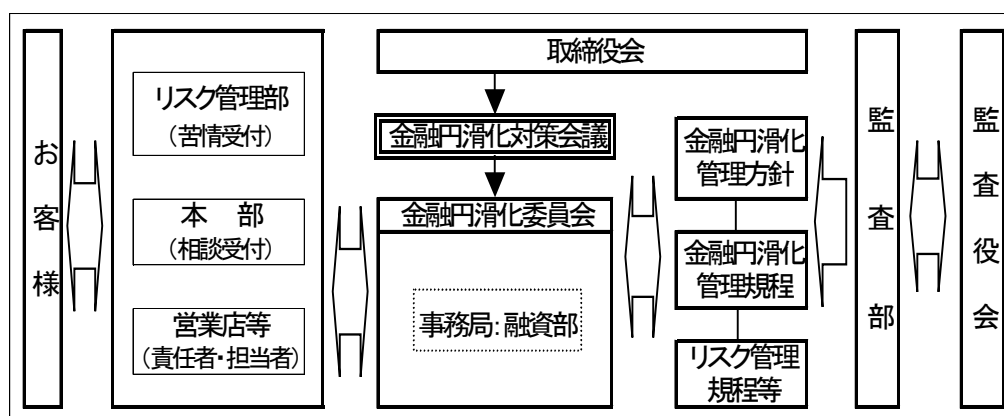 お客様
リスク管理部
（苦情受付）
本　部
（相談受付）
営業店等
（責任者・担当者）
取締役会
金融円滑化対策会議
金融円滑化委員会
事務局：融資部
金融円滑化
管理方針
金融円滑化
管理規程
リスク管理
規程等
監査部
監査役会